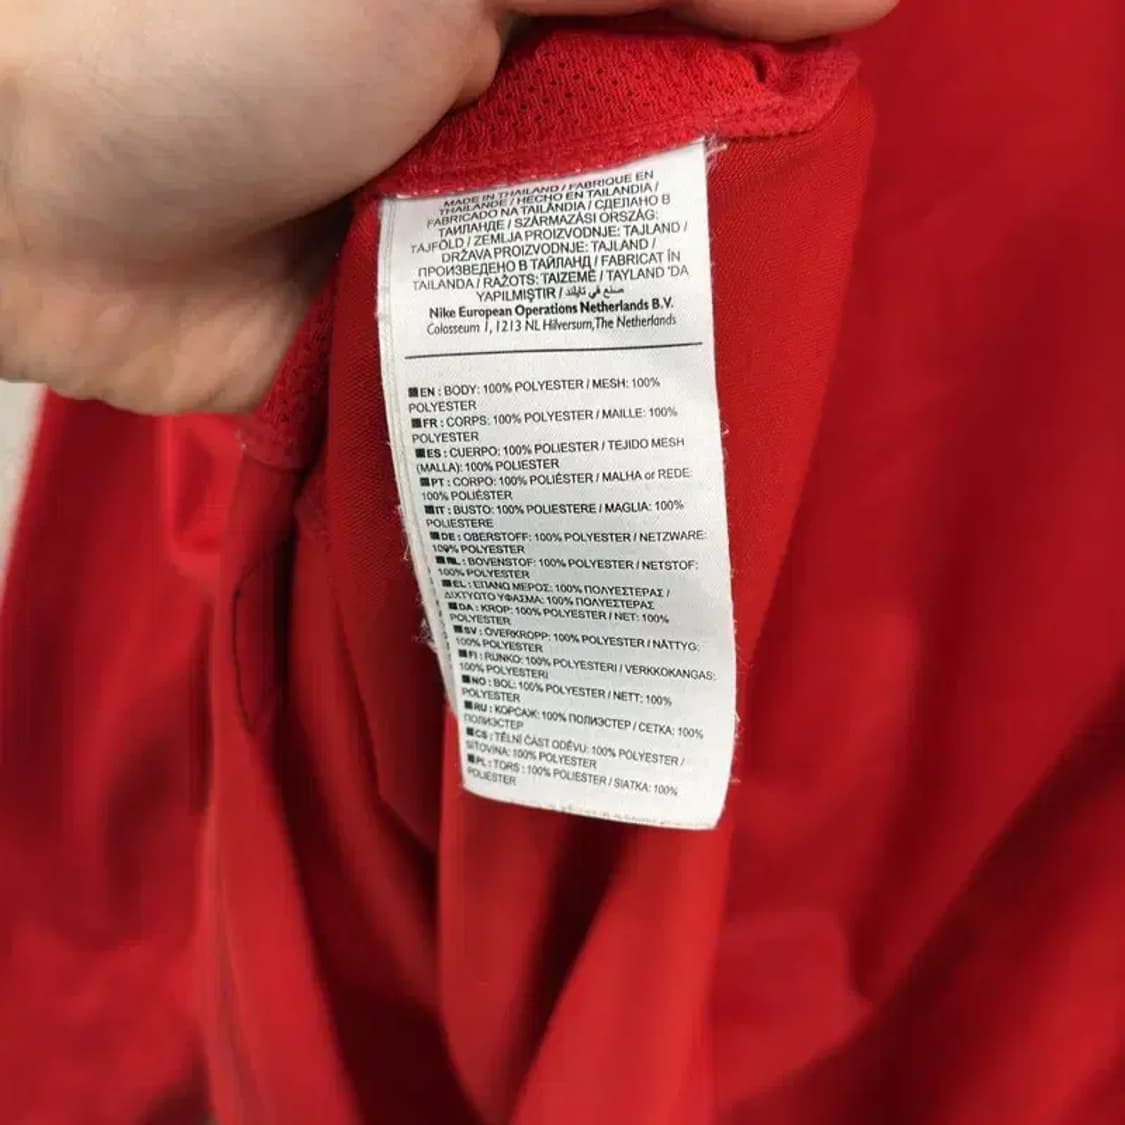 MADE IN THAILAND / FABRIQUE EN
THAILANDE / HECHO EN TAILANDIA /
FABRICADO NA TAILÂNDIA / СДЕЛАНО В
ТАИЛАНДЕ / SZÁRMAZÁSI ORSZÁG:
TÁJFÖLD / ZEMLJA PROIZVODNJE: TAJLAND /
DRŽAVA PROIZVODNJE: TAJLAND /
ПРОИЗВЕДЕНО В ТАЙЛАНД / FABRICAT ÎN
TAILANDA / RAŽOTS: TAIZEMĒ / TAYLAND 'DA
YAPILMIŞTIR / صنع في تايلند
Nike European Operations Netherlands B.V.
Colosseum 1, 1213 NL Hilversum, The Netherlands
EN : BODY: 100% POLYESTER / MESH: 100%
POLYESTER
FR : CORPS: 100% POLYESTER / MAILLE: 100%
POLYESTER
ES : CUERPO: 100% POLIESTER / TEJIDO MESH
(MALLA): 100% POLIESTER
PT : CORPO: 100% POLIÉSTER / MALHA or REDE:
100% POLIÉSTER
IT : BUSTO: 100% POLIESTERE / MAGLIA: 100%
POLIESTERE
DE : OBERSTOFF: 100% POLYESTER / NETZWARE:
100% POLYESTER
NL : BOVENSTOF: 100% POLYESTER / NETSTOF:
100% POLYESTER
EL : ΕΠΑΝΩ ΜΕΡΟΣ: 100% ΠΟΛΥΕΣΤΕΡΑΣ /
ΔΙΧΤΥΩΤΟ ΥΦΑΣΜΑ: 100% ΠΟΛΥΕΣΤΕΡΑΣ
DA : KROP: 100% POLYESTER / NET: 100%
POLYESTER
SV : ÖVERKROPP: 100% POLYESTER / NÄTTYG:
100% POLYESTER
FI : RUNKO: 100% POLYESTERI / VERKKOKANGAS:
100% POLYESTERI
NO : BOL: 100% POLYESTER / NETT: 100%
POLYESTER
RU : КОРСАЖ: 100% ПОЛИЭСТЕР / СЕТКА: 100%
ПОЛИЭСТЕР
CS : TĚLNÍ ČÁST ODĚVU: 100% POLYESTER /
SÍŤOVINA: 100% POLYESTER
PL : TORS : 100% POLIESTER / SIATKA: 100%
POLIESTER